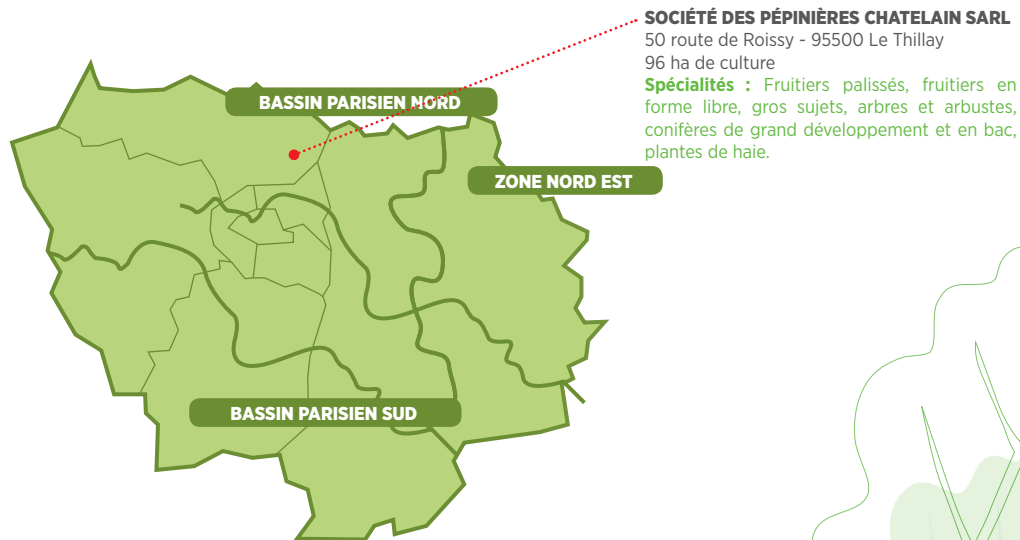 SOCIÉTÉ DES PÉPINIÈRES CHATELAIN SARL
50 route de Roissy - 95500 Le Thillay
96 ha de culture
Spécialités : Fruitiers palissés, fruitiers en
forme libre, gros sujets, arbres et arbustes,
conifères de grand développement et en bac,
plantes de haie.
BASSIN PARISIEN NORD
ZONE NORD EST
BASSIN PARISIEN SUD